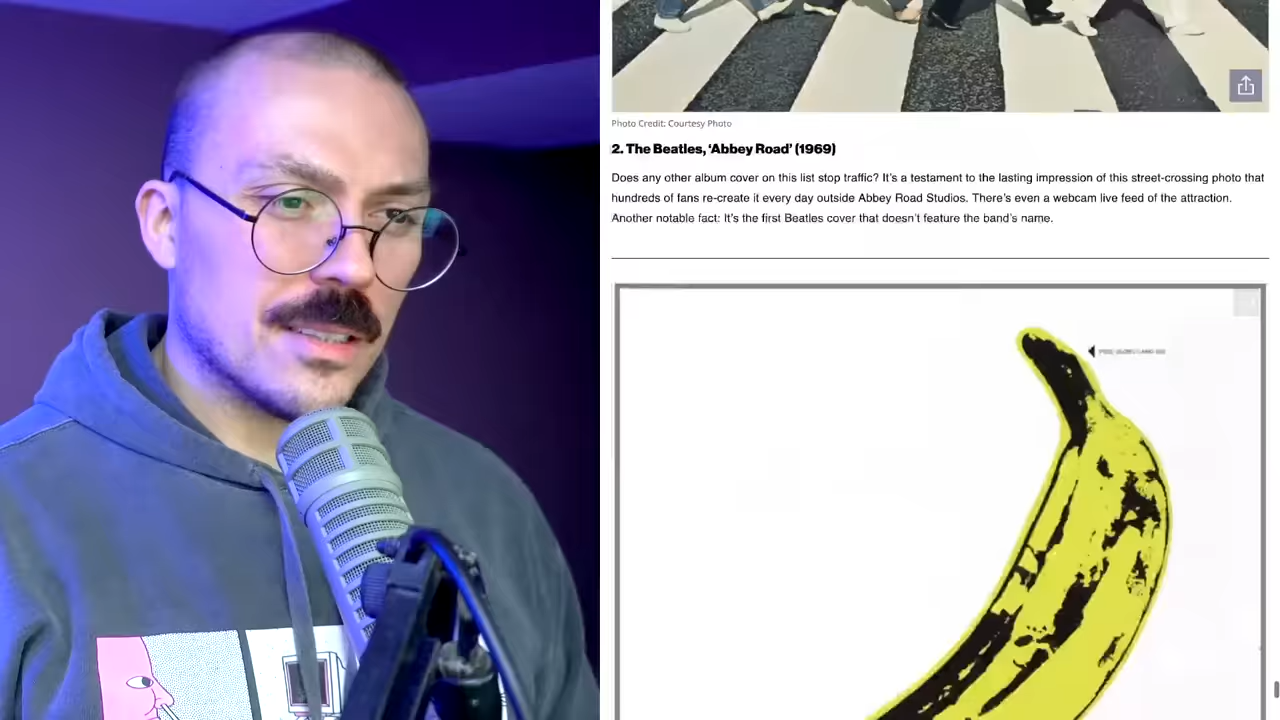 Photo Credit: Courtesy Photo
2. The Beatles, ‘Abbey Road’ (1969)
Does any other album cover on this list stop traffic? It’s a testament to the lasting impression of this street-crossing photo that
hundreds of fans re-create it every day outside Abbey Road Studios. There’s even a webcam live feed of the attraction.
Another notable fact: It’s the first Beatles cover that doesn’t feature the band’s name.